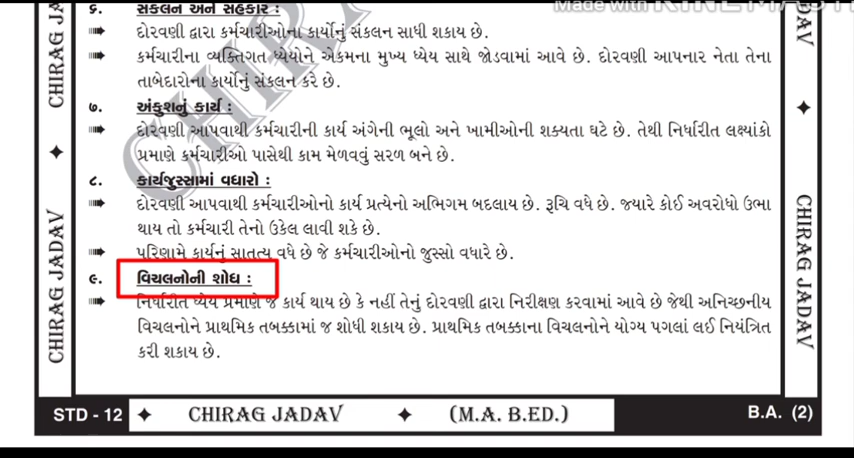 Made with KINEMASTER
૬. સંકલન અને સહકાર :
દોરવણી દ્વારા કર્મચારીઓના કાર્યોનું સંકલન સાધી શકાય છે.
કર્મચારીના વ્યક્તિગત ધ્યેયોને એકમના મુખ્ય ધ્યેય સાથે જોડવામાં આવે છે. દોરવણી આપનાર નેતા તેના
તાબેદારોના કાર્યોનું સંકલન કરે છે.
૭. અંકુશનું કાર્ય :
દોરવણી આપવાથી કર્મચારીની કાર્ય અંગેની ભૂલો અને ખામીઓની શક્યતા ઘટે છે. તેથી નિર્ધારીત લક્ષ્યાંકો
પ્રમાણે કર્મચારીઓ પાસેથી કામ મેળવવું સરળ બને છે.
૮. કાર્યજુસ્સામાં વધારો :
દોરવણી આપવાથી કર્મચારીઓનો કાર્ય પ્રત્યેનો અભિગમ બદલાય છે. રૂચિ વધે છે. જ્યારે કોઈ અવરોધો ઉભા
થાય તો કર્મચારી તેનો ઉકેલ લાવી શકે છે.
પરિણામે કાર્યનું સાતત્ય વધે છે જે કર્મચારીઓનો જુસ્સો વધારે છે.
૯. વિચલનોની શોધ :
નિર્ધારીત ધ્યેય પ્રમાણે જ કાર્ય થાય છે કે નહીં તેનું દોરવણી દ્વારા નિરીક્ષણ કરવામાં આવે છે જેથી અનિચ્છનીય
વિચલનોને પ્રાથમિક તબક્કામાં જ શોધી શકાય છે. પ્રાથમિક તબક્કાના વિચલનોને યોગ્ય પગલાં લઈ નિયંત્રિત
કરી શકાય છે.
STD - 12 CHIRAG JADAV (M.A. B.ED.) B.A. (2)
CHIRAG JADAV
CHIRAG JADAV
CHIRAG JADAV